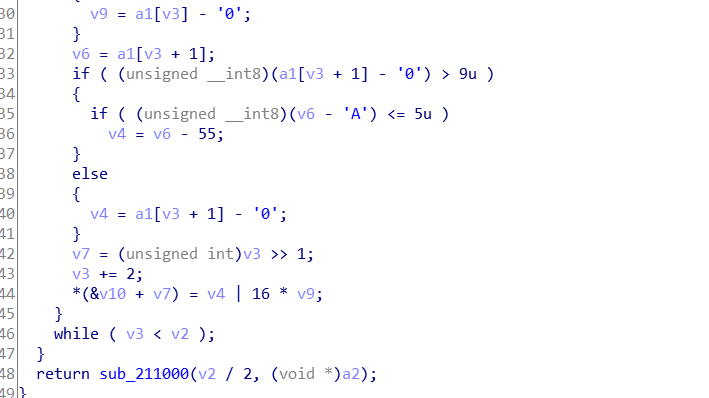 {
30 v9 = a1[v3] - '0';
31 }
32 v6 = a1[v3 + 1];
33 if ( (unsigned __int8)(a1[v3 + 1] - '0') > 9u )
34 {
35 if ( (unsigned __int8)(v6 - 'A') <= 5u )
36 v4 = v6 - 55;
37 }
38 else
39 {
40 v4 = a1[v3 + 1] - '0';
41 }
42 v7 = (unsigned int)v3 >> 1;
43 v3 += 2;
44 *(&v10 + v7) = v4 | 16 * v9;
45 }
46 while ( v3 < v2 );
47 }
48 return sub_211000(v2 / 2, (void *)a2);
49 }